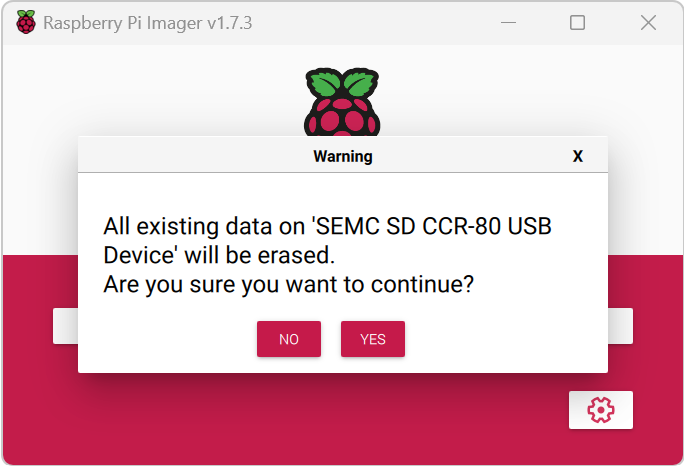 Raspberry Pi Imager v1.7.3
Warning
X
All existing data on 'SEMC SD CCR-80 USB
Device' will be erased.
Are you sure you want to continue?
NO YES